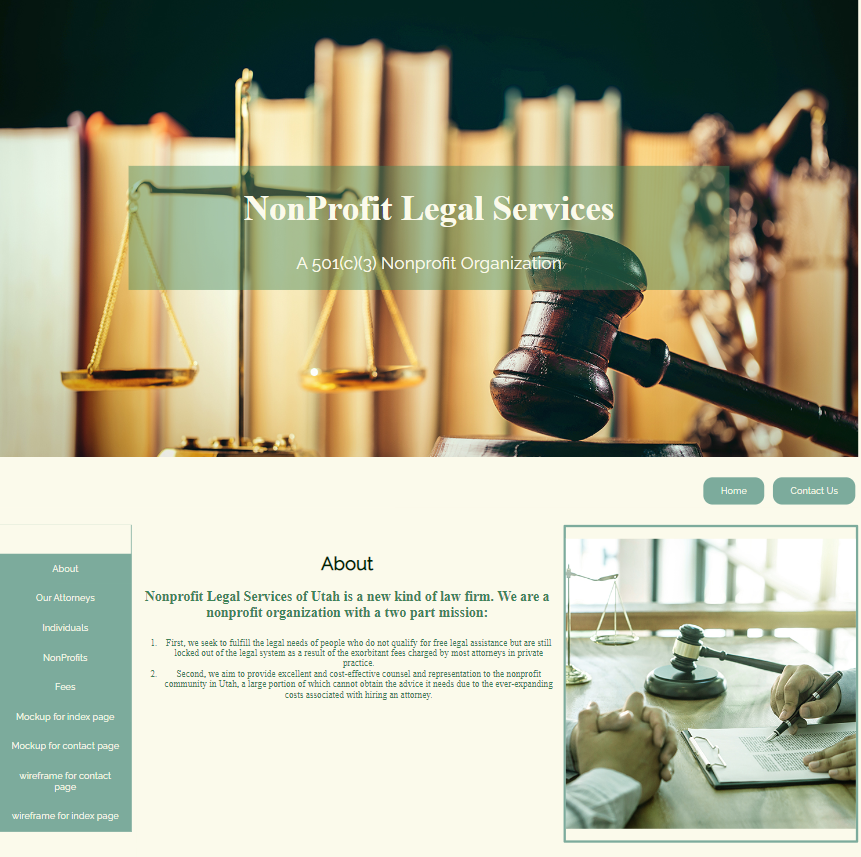 NonProfit Legal Services
A 501(c)(3) Nonprofit Organization
Home
Contact Us
About
Our Attorneys
Individuals
NonProfits
Fees
Mockup for index page
Mockup for contact page
wireframe for contact
page
wireframe for index page
About
Nonprofit Legal Services of Utah is a new kind of law firm. We are a
nonprofit organization with a two part mission:
1. First, we seek to fulfill the legal needs of people who do not qualify for free legal assistance but are still
locked out of the legal system as a result of the exorbitant fees charged by most attorneys in private
practice.
2. Second, we aim to provide excellent and cost-effective counsel and representation to the nonprofit
community in Utah, a large portion of which cannot obtain the advice it needs due to the ever-expanding
costs associated with hiring an attorney.